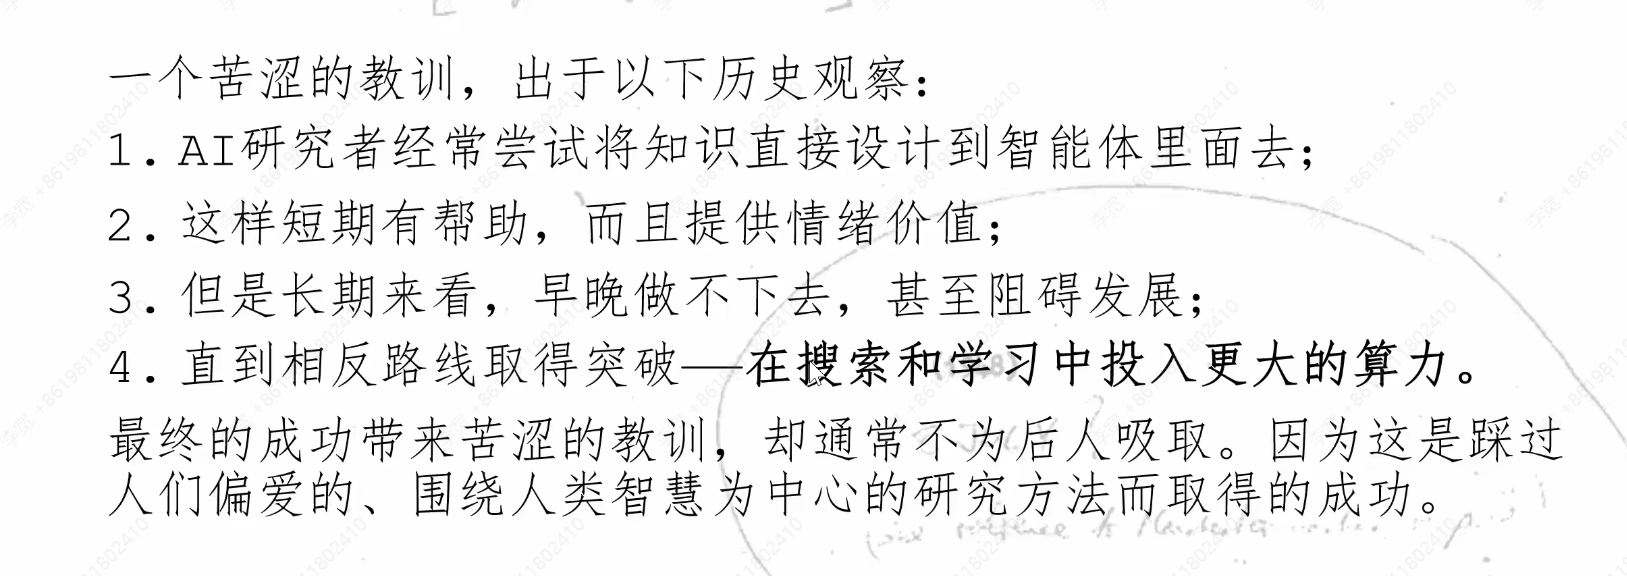 一个苦涩的教训，出于以下历史观察：
1.AI研究者经常尝试将知识直接设计到智能体里面去；
2.这样短期有帮助，而且提供情绪价值；
3.但是长期来看，早晚做不下去，甚至阻碍发展；
4.直到相反路线取得突破——在搜索和学习中投入更大的算力。
最终的成功带来苦涩的教训，却通常不为后人吸取。因为这是踩过
人们偏爱的、围绕人类智慧为中心的研究方法而取得的成功。